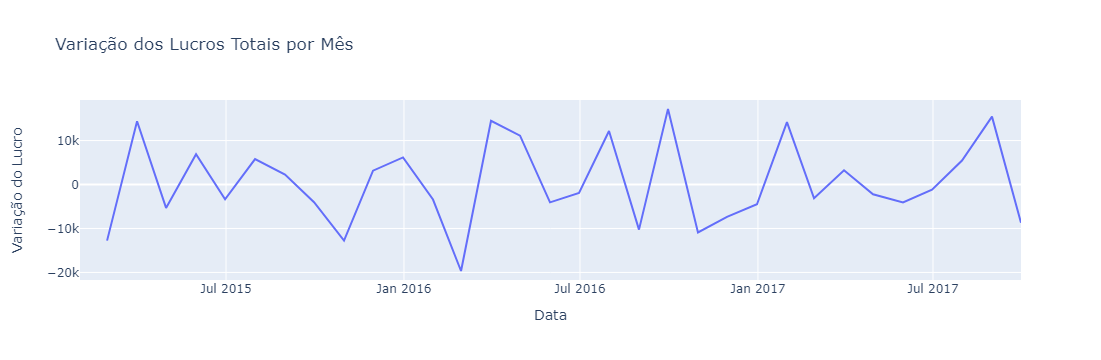 Variação dos Lucros Totais por Mês
Variação do Lucro
10k
0
−10k
−20k
Jul 2015
Jan 2016
Jul 2016
Jan 2017
Jul 2017
Data